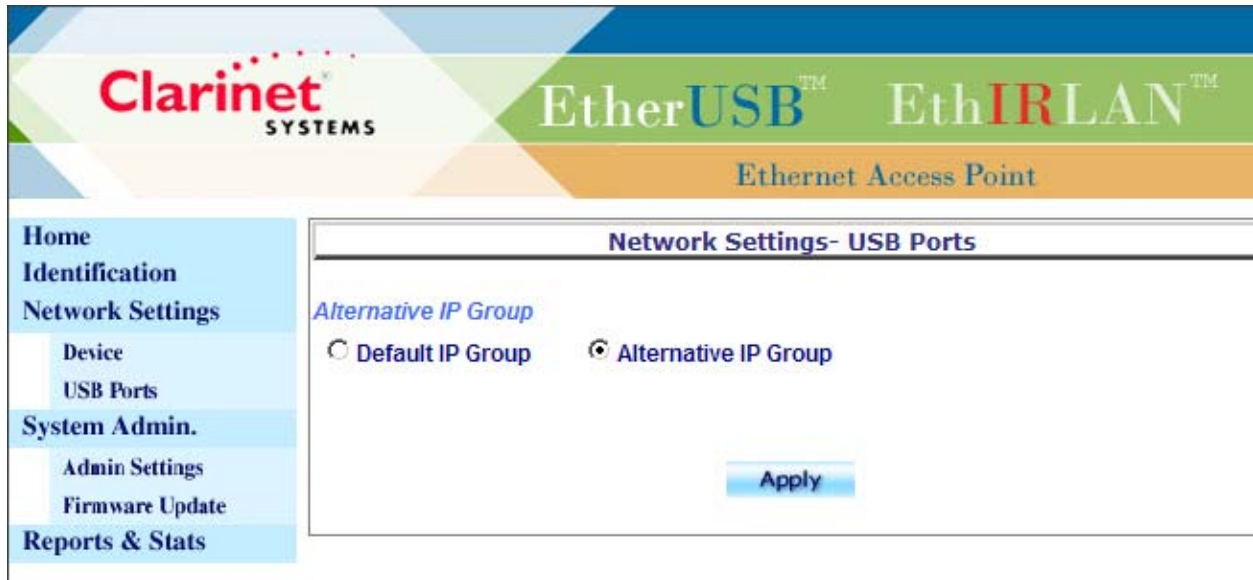 Clarinet
SYSTEMS
EtherUSB™ EthIRLAN™
Ethernet Access Point
Home
Identification
Network Settings
Device
USB Ports
System Admin.
Admin Settings
Firmware Update
Reports & Stats
Network Settings- USB Ports
Alternative IP Group
Default IP Group Alternative IP Group
Apply